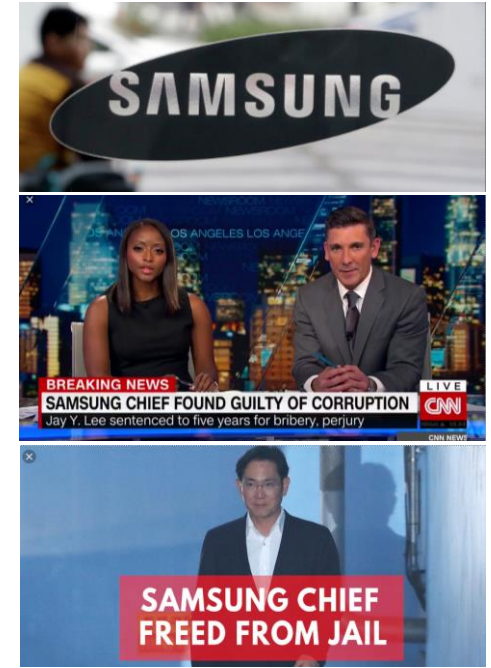 SAMSUNG
NEWSROOM
OS ANGELES LOS ANGE
BREAKING NEWS
SAMSUNG CHIEF FOUND GUILTY OF CORRUPTION
Jay Y. Lee sentenced to five years for bribery, perjury
LIVE
CNN
CNN NEWS
SAMSUNG CHIEF
FREED FROM JAIL